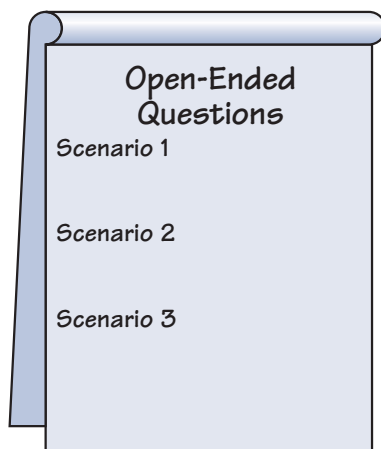 Open-Ended
Questions
Scenario 1
Scenario 2
Scenario 3